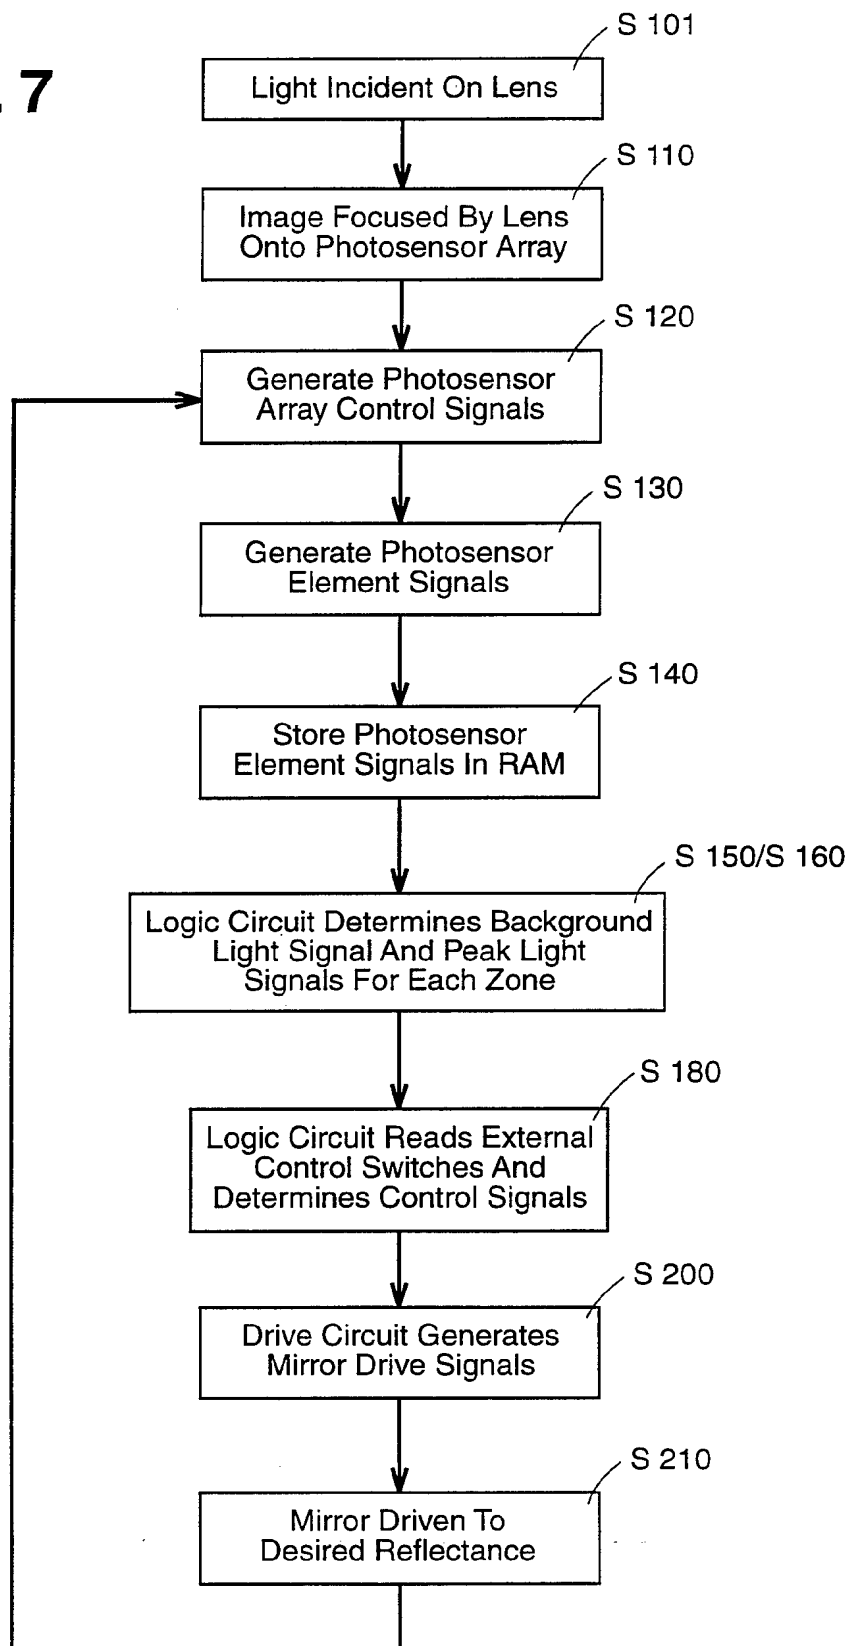 . 7
S 101
Light Incident On Lens
S 110
Image Focused By Lens
Onto Photosensor Array
S 120
Generate Photosensor
Array Control Signals
S 130
Generate Photosensor
Element Signals
S 140
Store Photosensor
Element Signals In RAM
S 150/S 160
Logic Circuit Determines Background
Light Signal And Peak Light
Signals For Each Zone
S 180
Logic Circuit Reads External
Control Switches And
Determines Control Signals
S 200
Drive Circuit Generates
Mirror Drive Signals
S 210
Mirror Driven To
Desired Reflectance